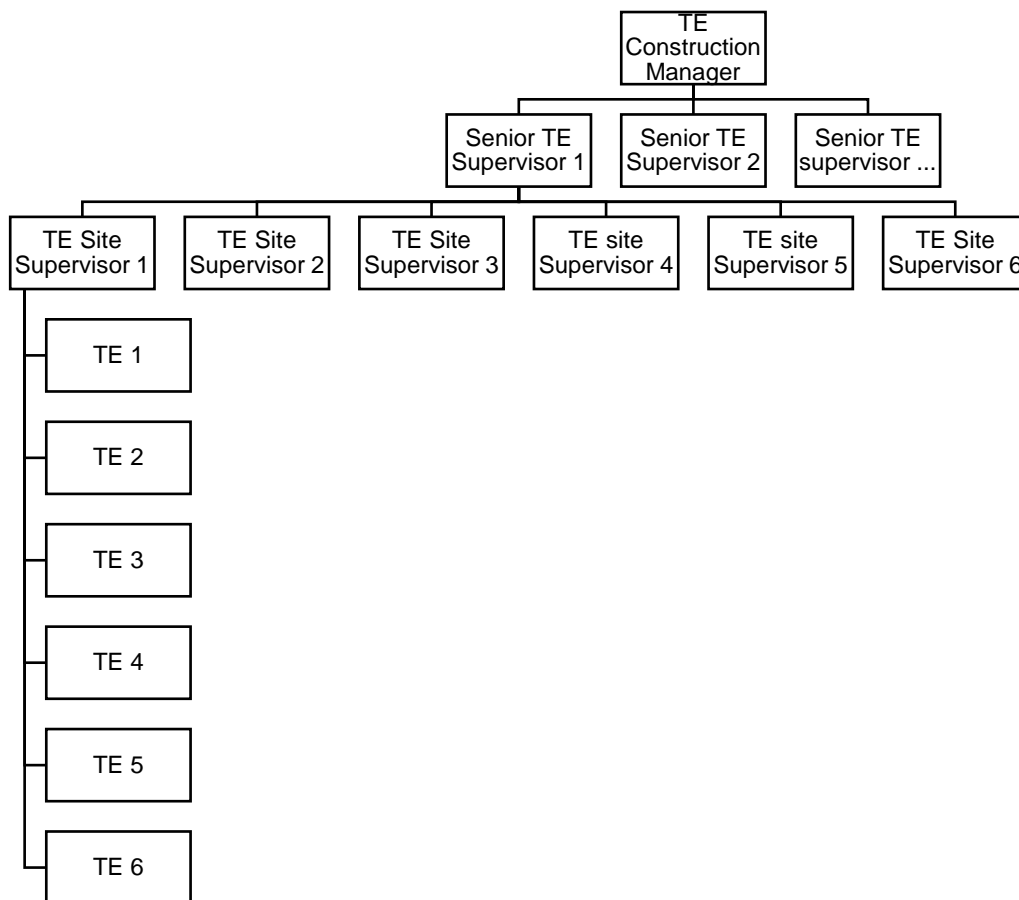 TE
Construction
Manager
Senior TE
Supervisor 1
Senior TE
Supervisor 2
Senior TE
supervisor ...
TE Site
Supervisor 1
TE Site
Supervisor 2
TE Site
Supervisor 3
TE site
Supervisor 4
TE site
Supervisor 5
TE Site
Supervisor 6
TE 1
TE 2
TE 3
TE 4
TE 5
TE 6